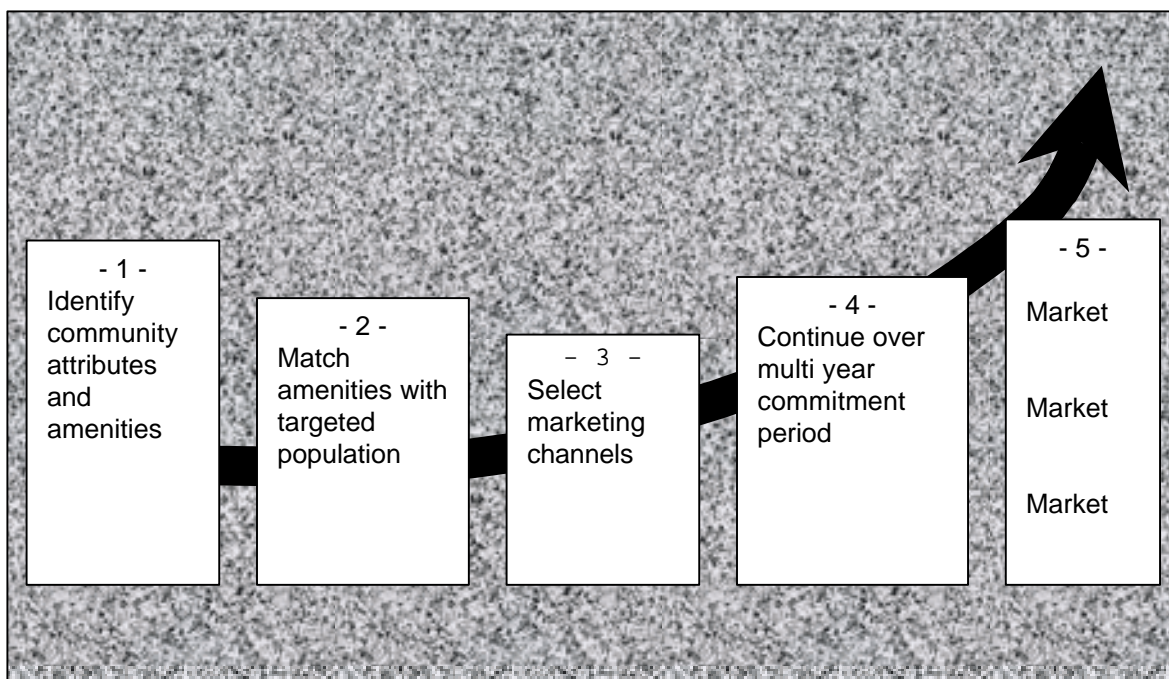 - 1 -
Identify
community
attributes
and
amenities
- 2 -
Match
amenities with
targeted
population
- 3 -
Select
marketing
channels
- 4 -
Continue over
multi year
commitment
period
- 5 -
Market
Market
Market